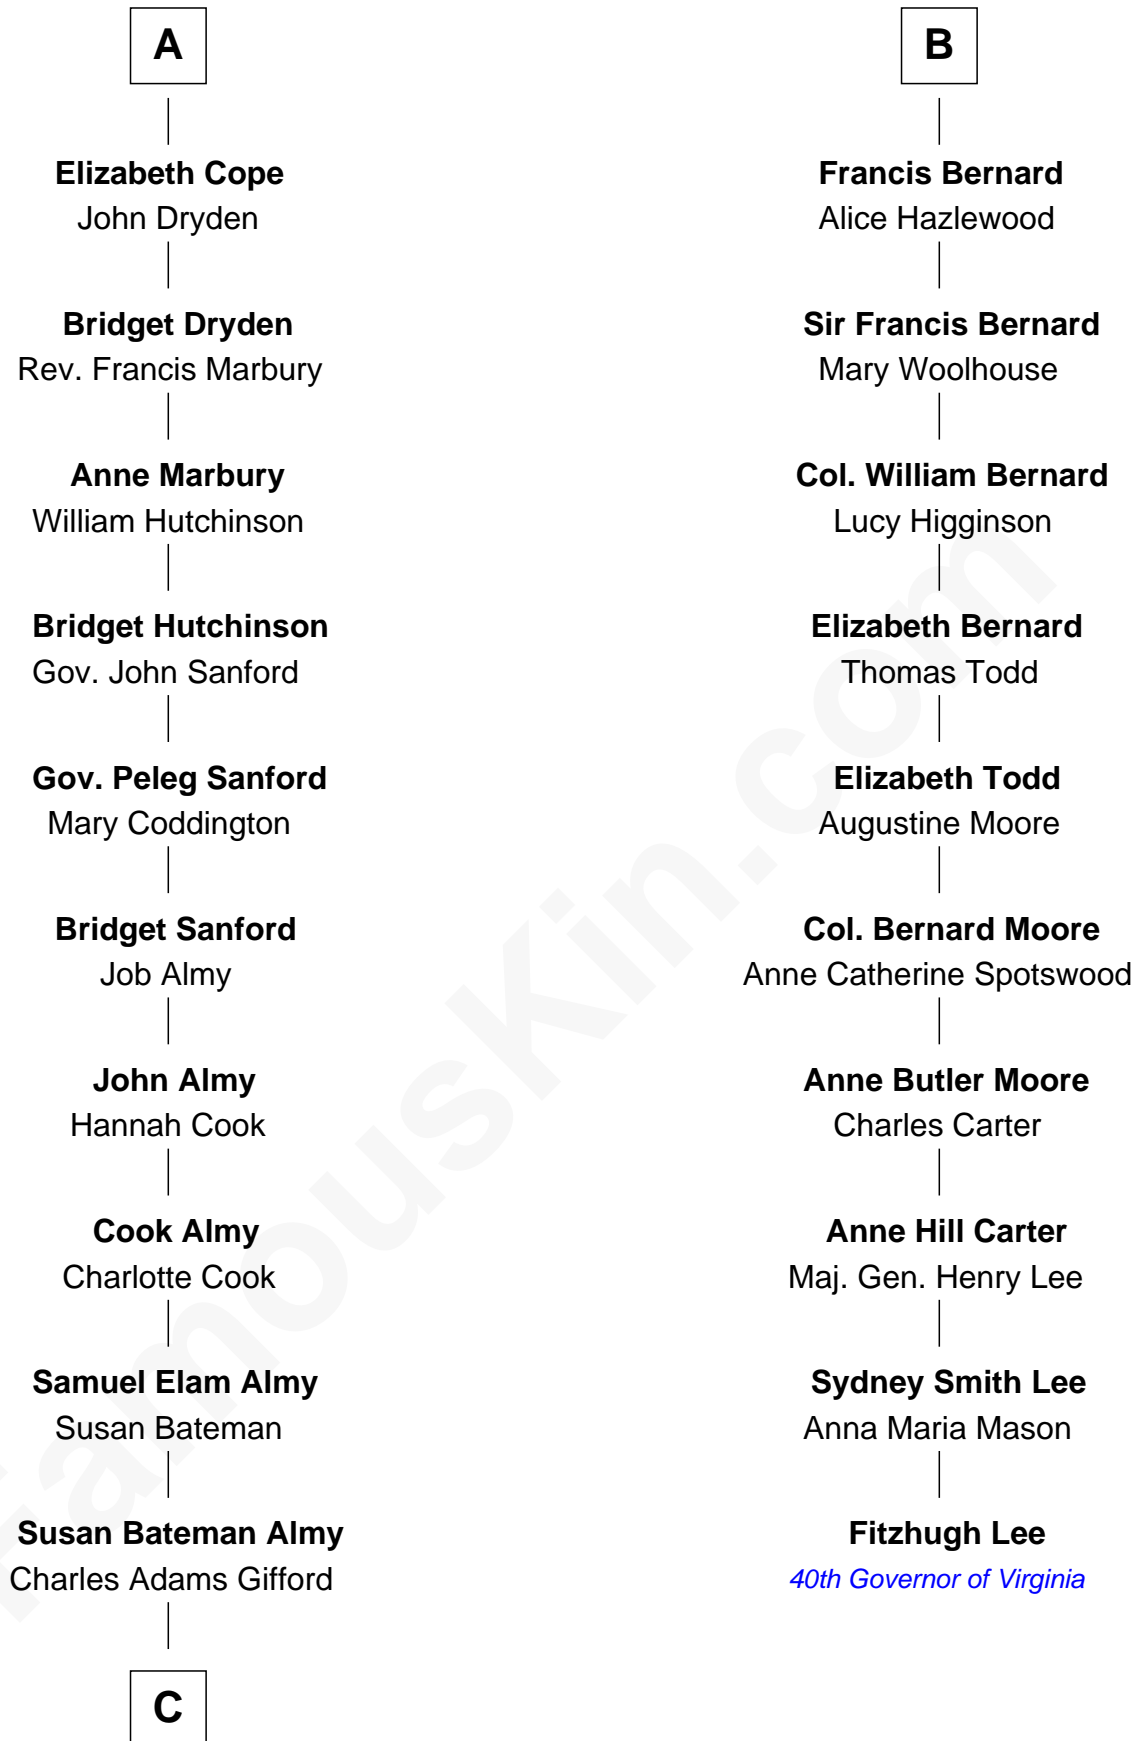 A
Elizabeth Cope
John Dryden
Bridget Dryden
Rev. Francis Marbury
Anne Marbury
William Hutchinson
Bridget Hutchinson
Gov. John Sanford
Gov. Peleg Sanford
Mary Coddington
Bridget Sanford
Job Almy
John Almy
Hannah Cook
Cook Almy
Charlotte Cook
Samuel Elam Almy
Susan Bateman
Susan Bateman Almy
Charles Adams Gifford
C
B
Francis Bernard
Alice Hazlewood
Sir Francis Bernard
Mary Woolhouse
Col. William Bernard
Lucy Higginson
Elizabeth Bernard
Thomas Todd
Elizabeth Todd
Augustine Moore
Col. Bernard Moore
Anne Catherine Spotswood
Anne Butler Moore
Charles Carter
Anne Hill Carter
Maj. Gen. Henry Lee
Sydney Smith Lee
Anna Maria Mason
Fitzhugh Lee
40th Governor of Virginia
FamousKin.com